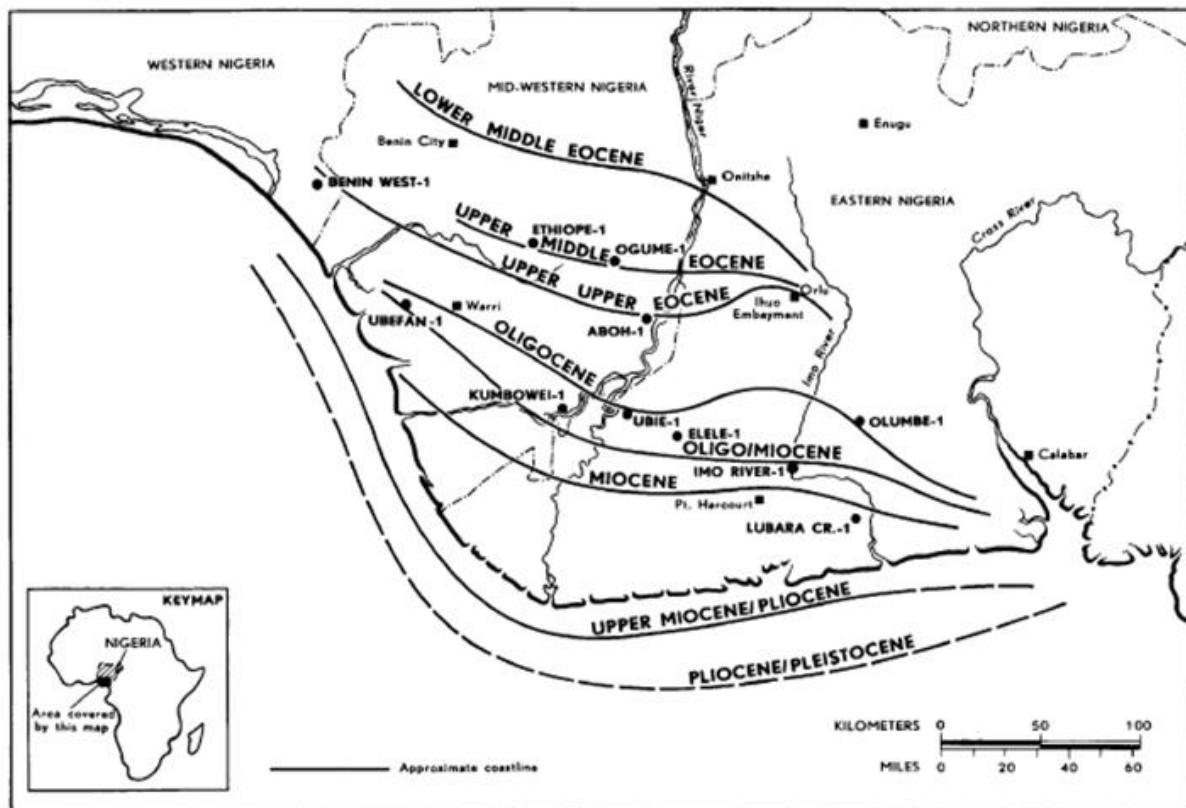 NORTHERN NIGERIA
WESTERN NIGERIA
MID-WESTERN NIGERIA
River Niger
LOWER MIDDLE EOCENE
Benin City
Enugu
BENIN WEST-1
Onitsha
EASTERN NIGERIA
Cross River
UPPER MIDDLE EOCENE
ETHIOPE-1
OGUME-1
UPPER UPPER EOCENE
Orlu
Ihuo
Embayment
UBEFAN-1
Warri
ABOH-1
Imo River
OLIGOCENE
KUMBOWEI-1
UBIE-1
ELELE-1
OLUMBE-1
OLIGO/MIOCENE
IMO RIVER-1
Calabar
MIOCENE
Pt. Harcourt
LUBARA CR.-1
UPPER MIOCENE/PLIOCENE
PLIOCENE/PLEISTOCENE
KEYMAP
NIGERIA
Area covered
by this map
Approximate coastline
KILOMETERS 0 50 100
MILES 0 20 40 60